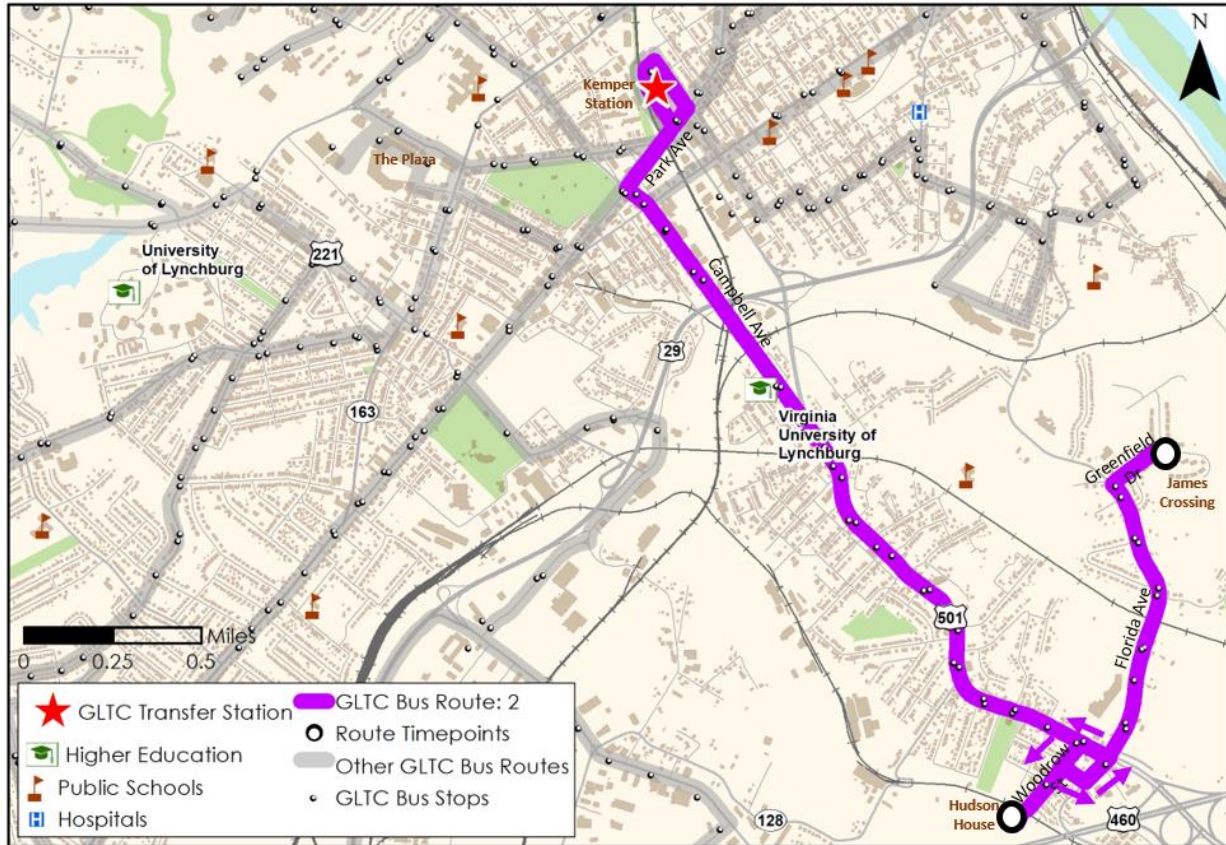 N
Kemper
Station
Park Ave
The Plaza
University
of Lynchburg
221
Campbell Ave
29
Virginia
University of
Lynchburg
163
Greenfield
Dr
James
Crossing
501
Florida Ave
Miles
0 0.25 0.5
Woodrow
St
Hudson
House
128
460
GLTC Transfer Station
Higher Education
Public Schools
H Hospitals
GLTC Bus Route: 2
Route Timepoints
Other GLTC Bus Routes
GLTC Bus Stops
H